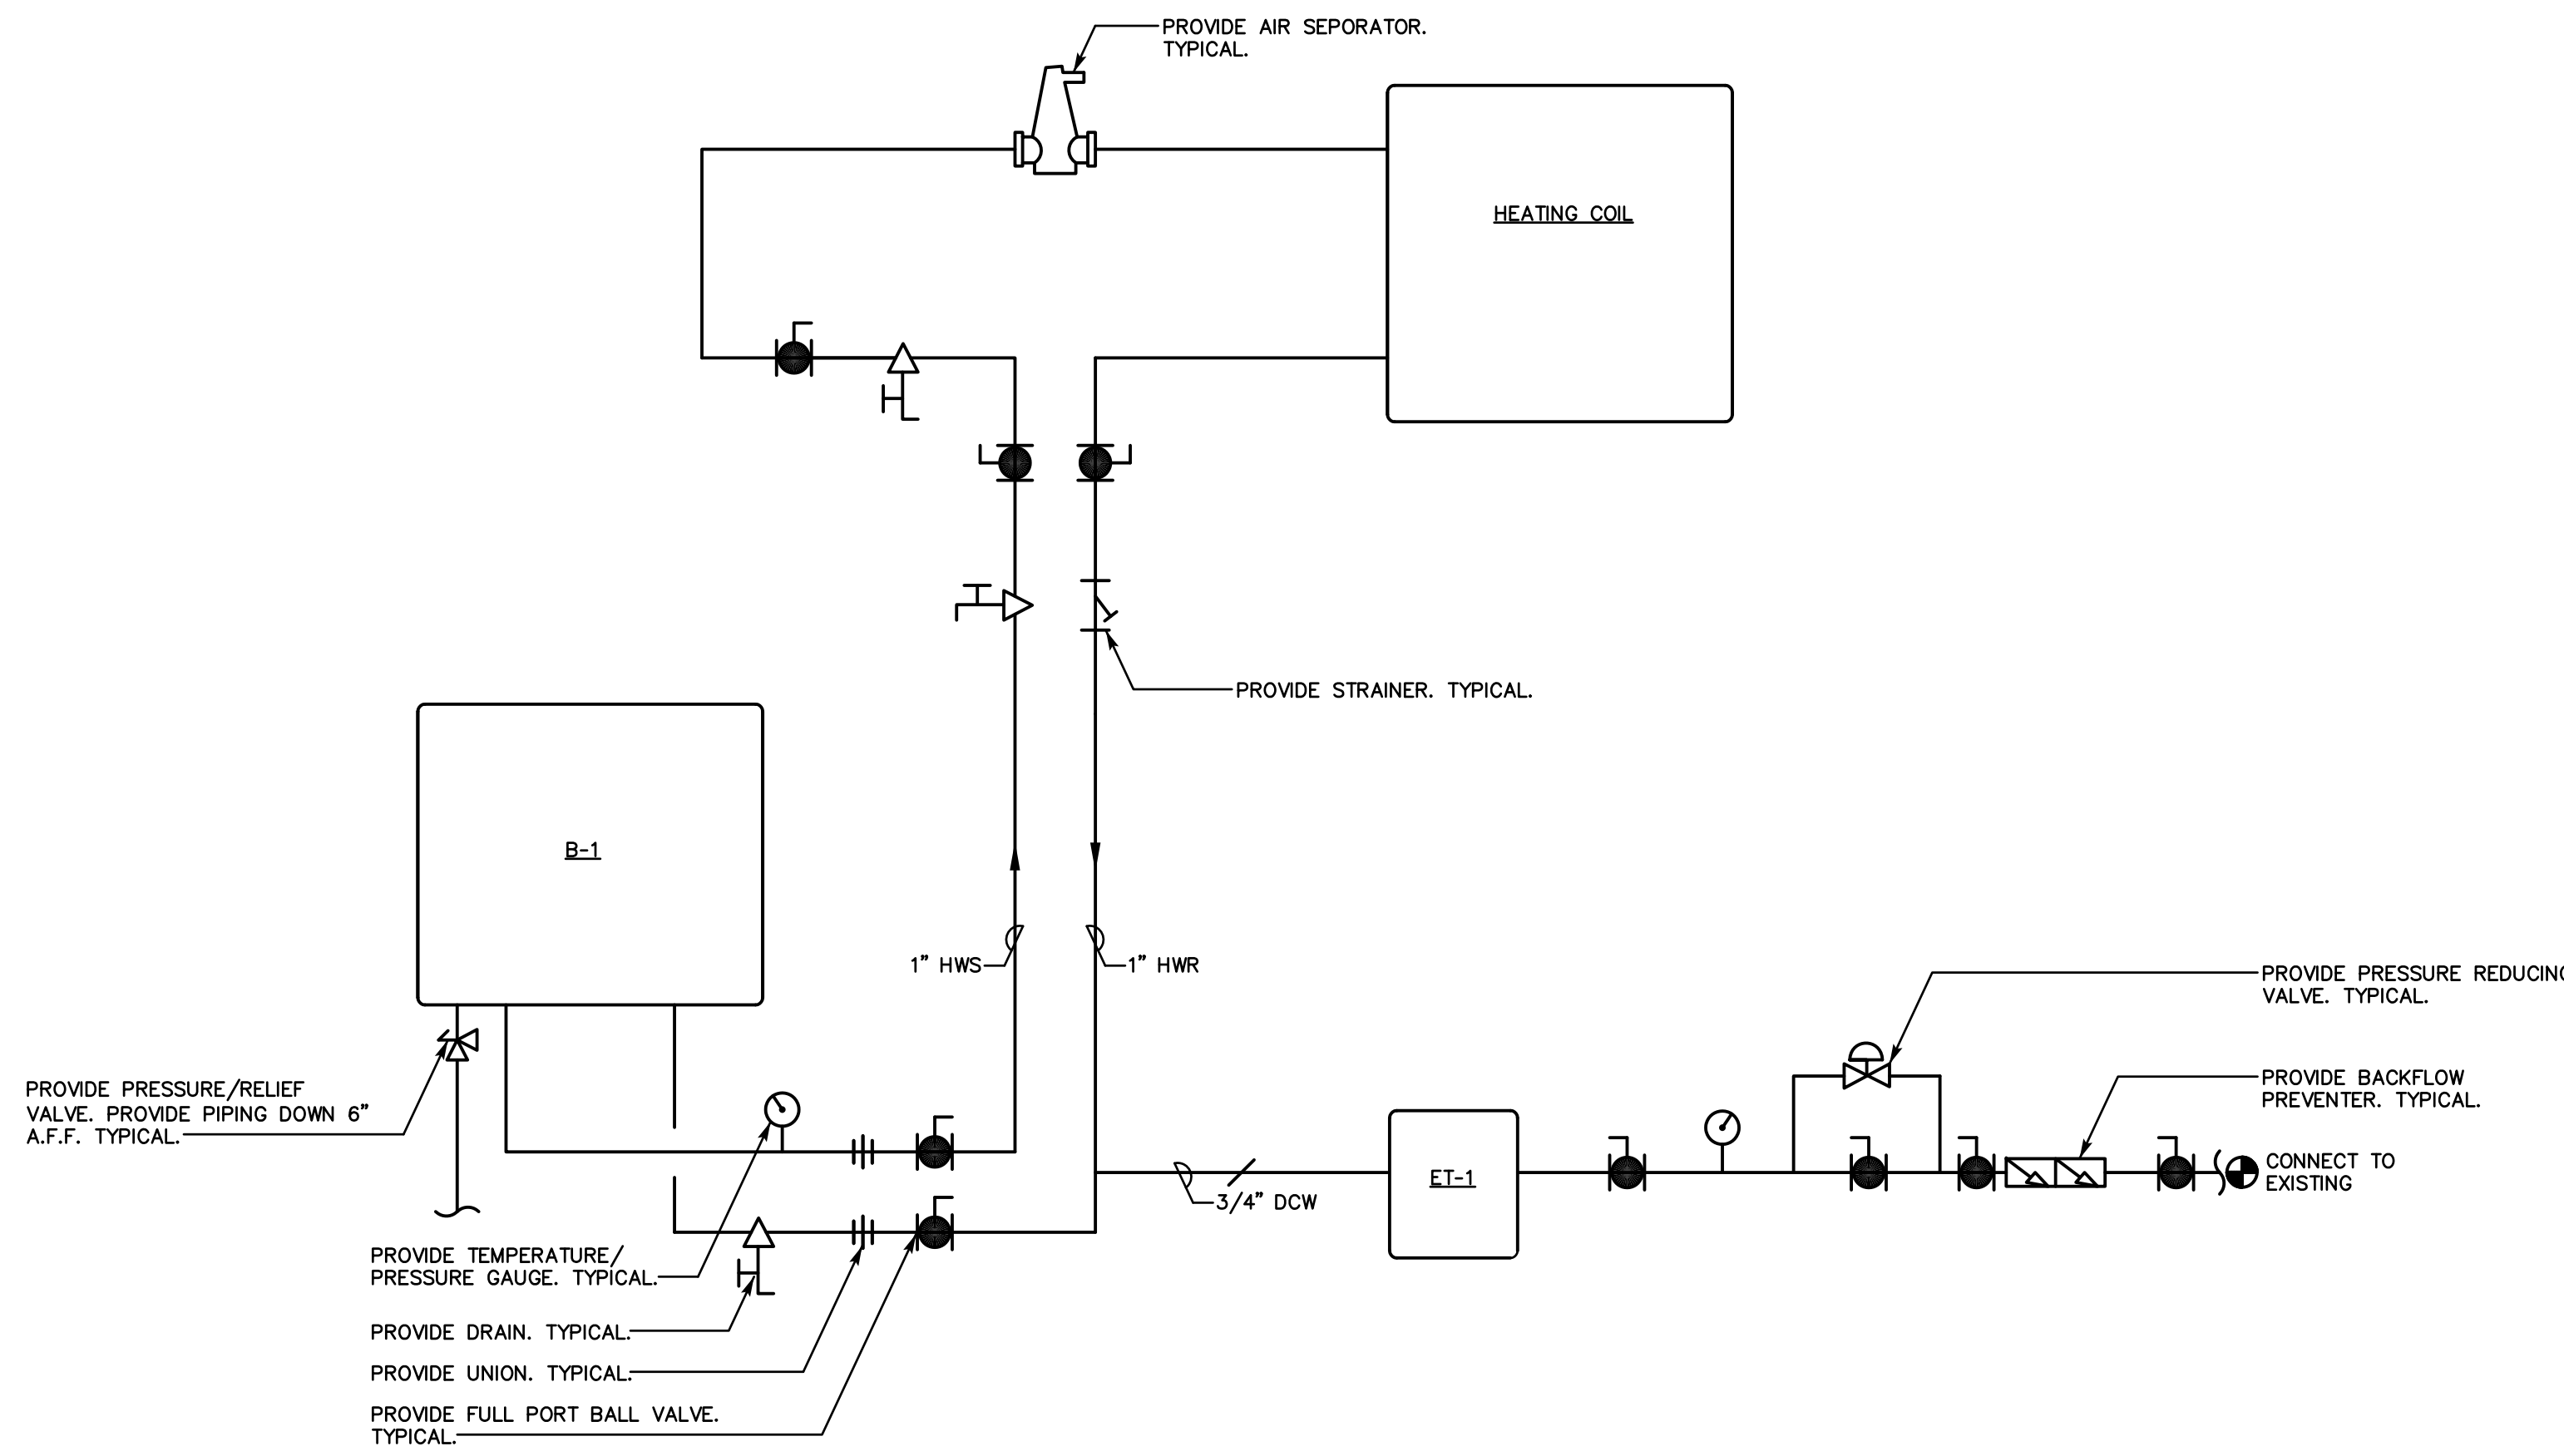 PROVIDE AIR SEPORATOR.
TYPICAL.
HEATING COIL
PROVIDE STRAINER. TYPICAL.
B-1
1" HWS
1" HWR
PROVIDE PRESSURE REDUCING
VALVE. TYPICAL.
PROVIDE PRESSURE/RELIEF
VALVE. PROVIDE PIPING DOWN 6"
A.F.F. TYPICAL.
PROVIDE BACKFLOW
PREVENTER. TYPICAL.
CONNECT TO
EXISTING
ET-1
3/4" DCW
PROVIDE TEMPERATURE/
PRESSURE GAUGE. TYPICAL.
PROVIDE DRAIN. TYPICAL.
PROVIDE UNION. TYPICAL.
PROVIDE FULL PORT BALL VALVE.
TYPICAL.